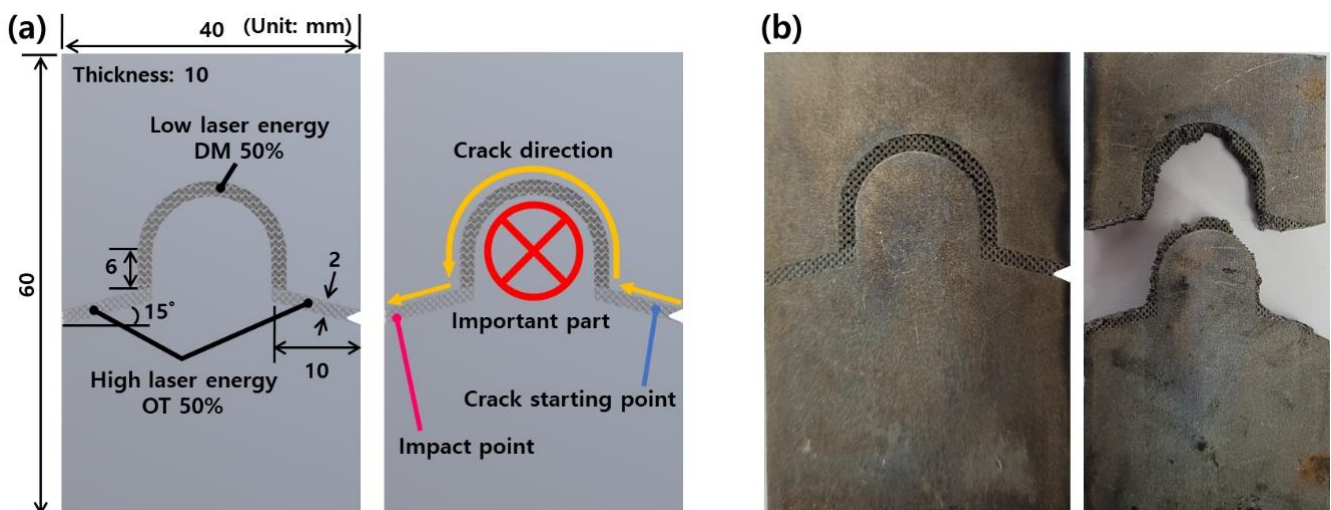 (a)
40 (Unit: mm)
Thickness: 10
Low laser energy
DM 50%
6
60
15°
2
10
High laser energy
OT 50%
Crack direction
Important part
Crack starting point
Impact point
(b)